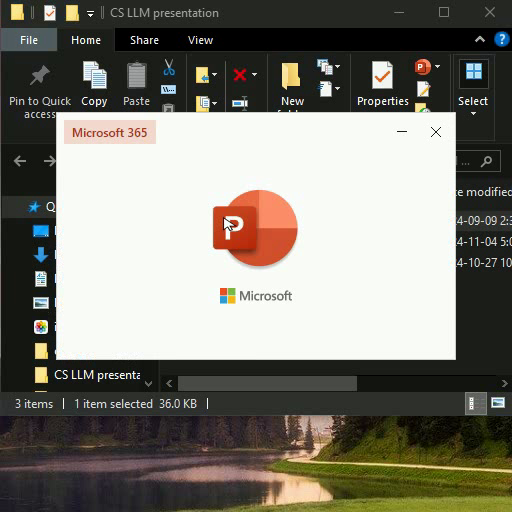 CS LLM presentation
File
Home
Share
View
Pin to Quick
access
Copy
Paste
New
Properties
Select
Microsoft 365
P
Microsoft
Q
modified
4-09-09 2:3
4-11-04 5:0
4-10-27 10
CS LLM presenta
3 items
1 item selected
36.0 KB